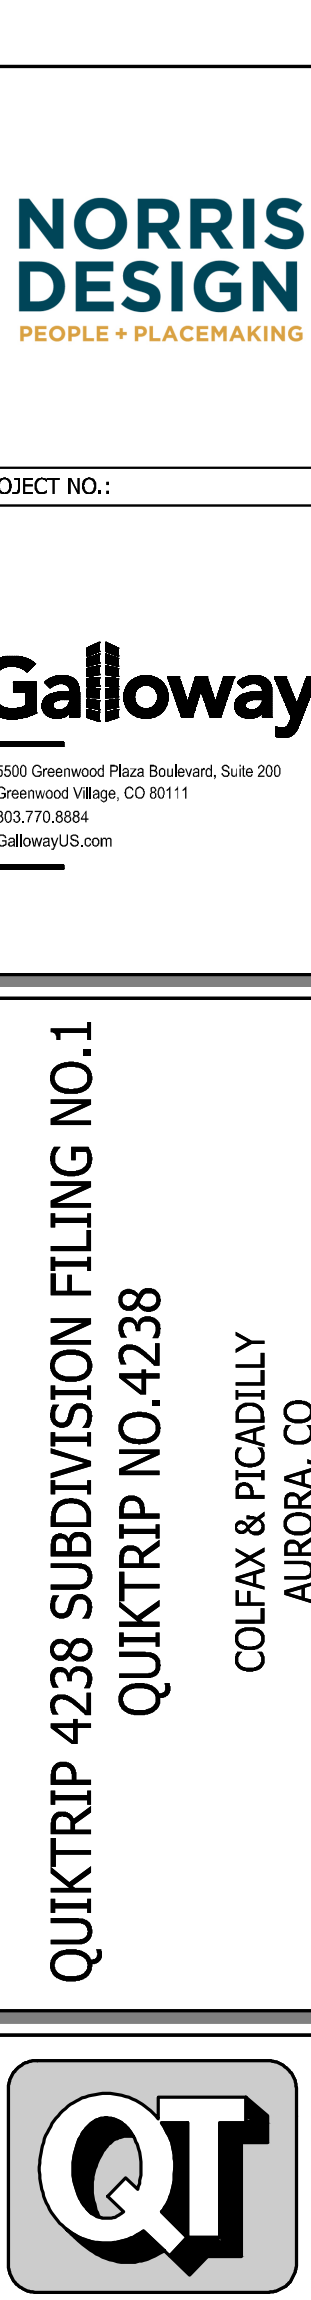 NORRIS
DESIGN
PEOPLE + PLACEMAKING
OJECT NO.:
Galloway
5500 Greenwood Plaza Boulevard, Suite 200
Greenwood Village, CO 80111
303.770.8884
GallowayUS.com
QUIKTRIP 4238 SUBDIVISION FILING NO.1
QUIKTRIP NO.4238
COLFAX & PICADILLY
AURORA, CO
QT